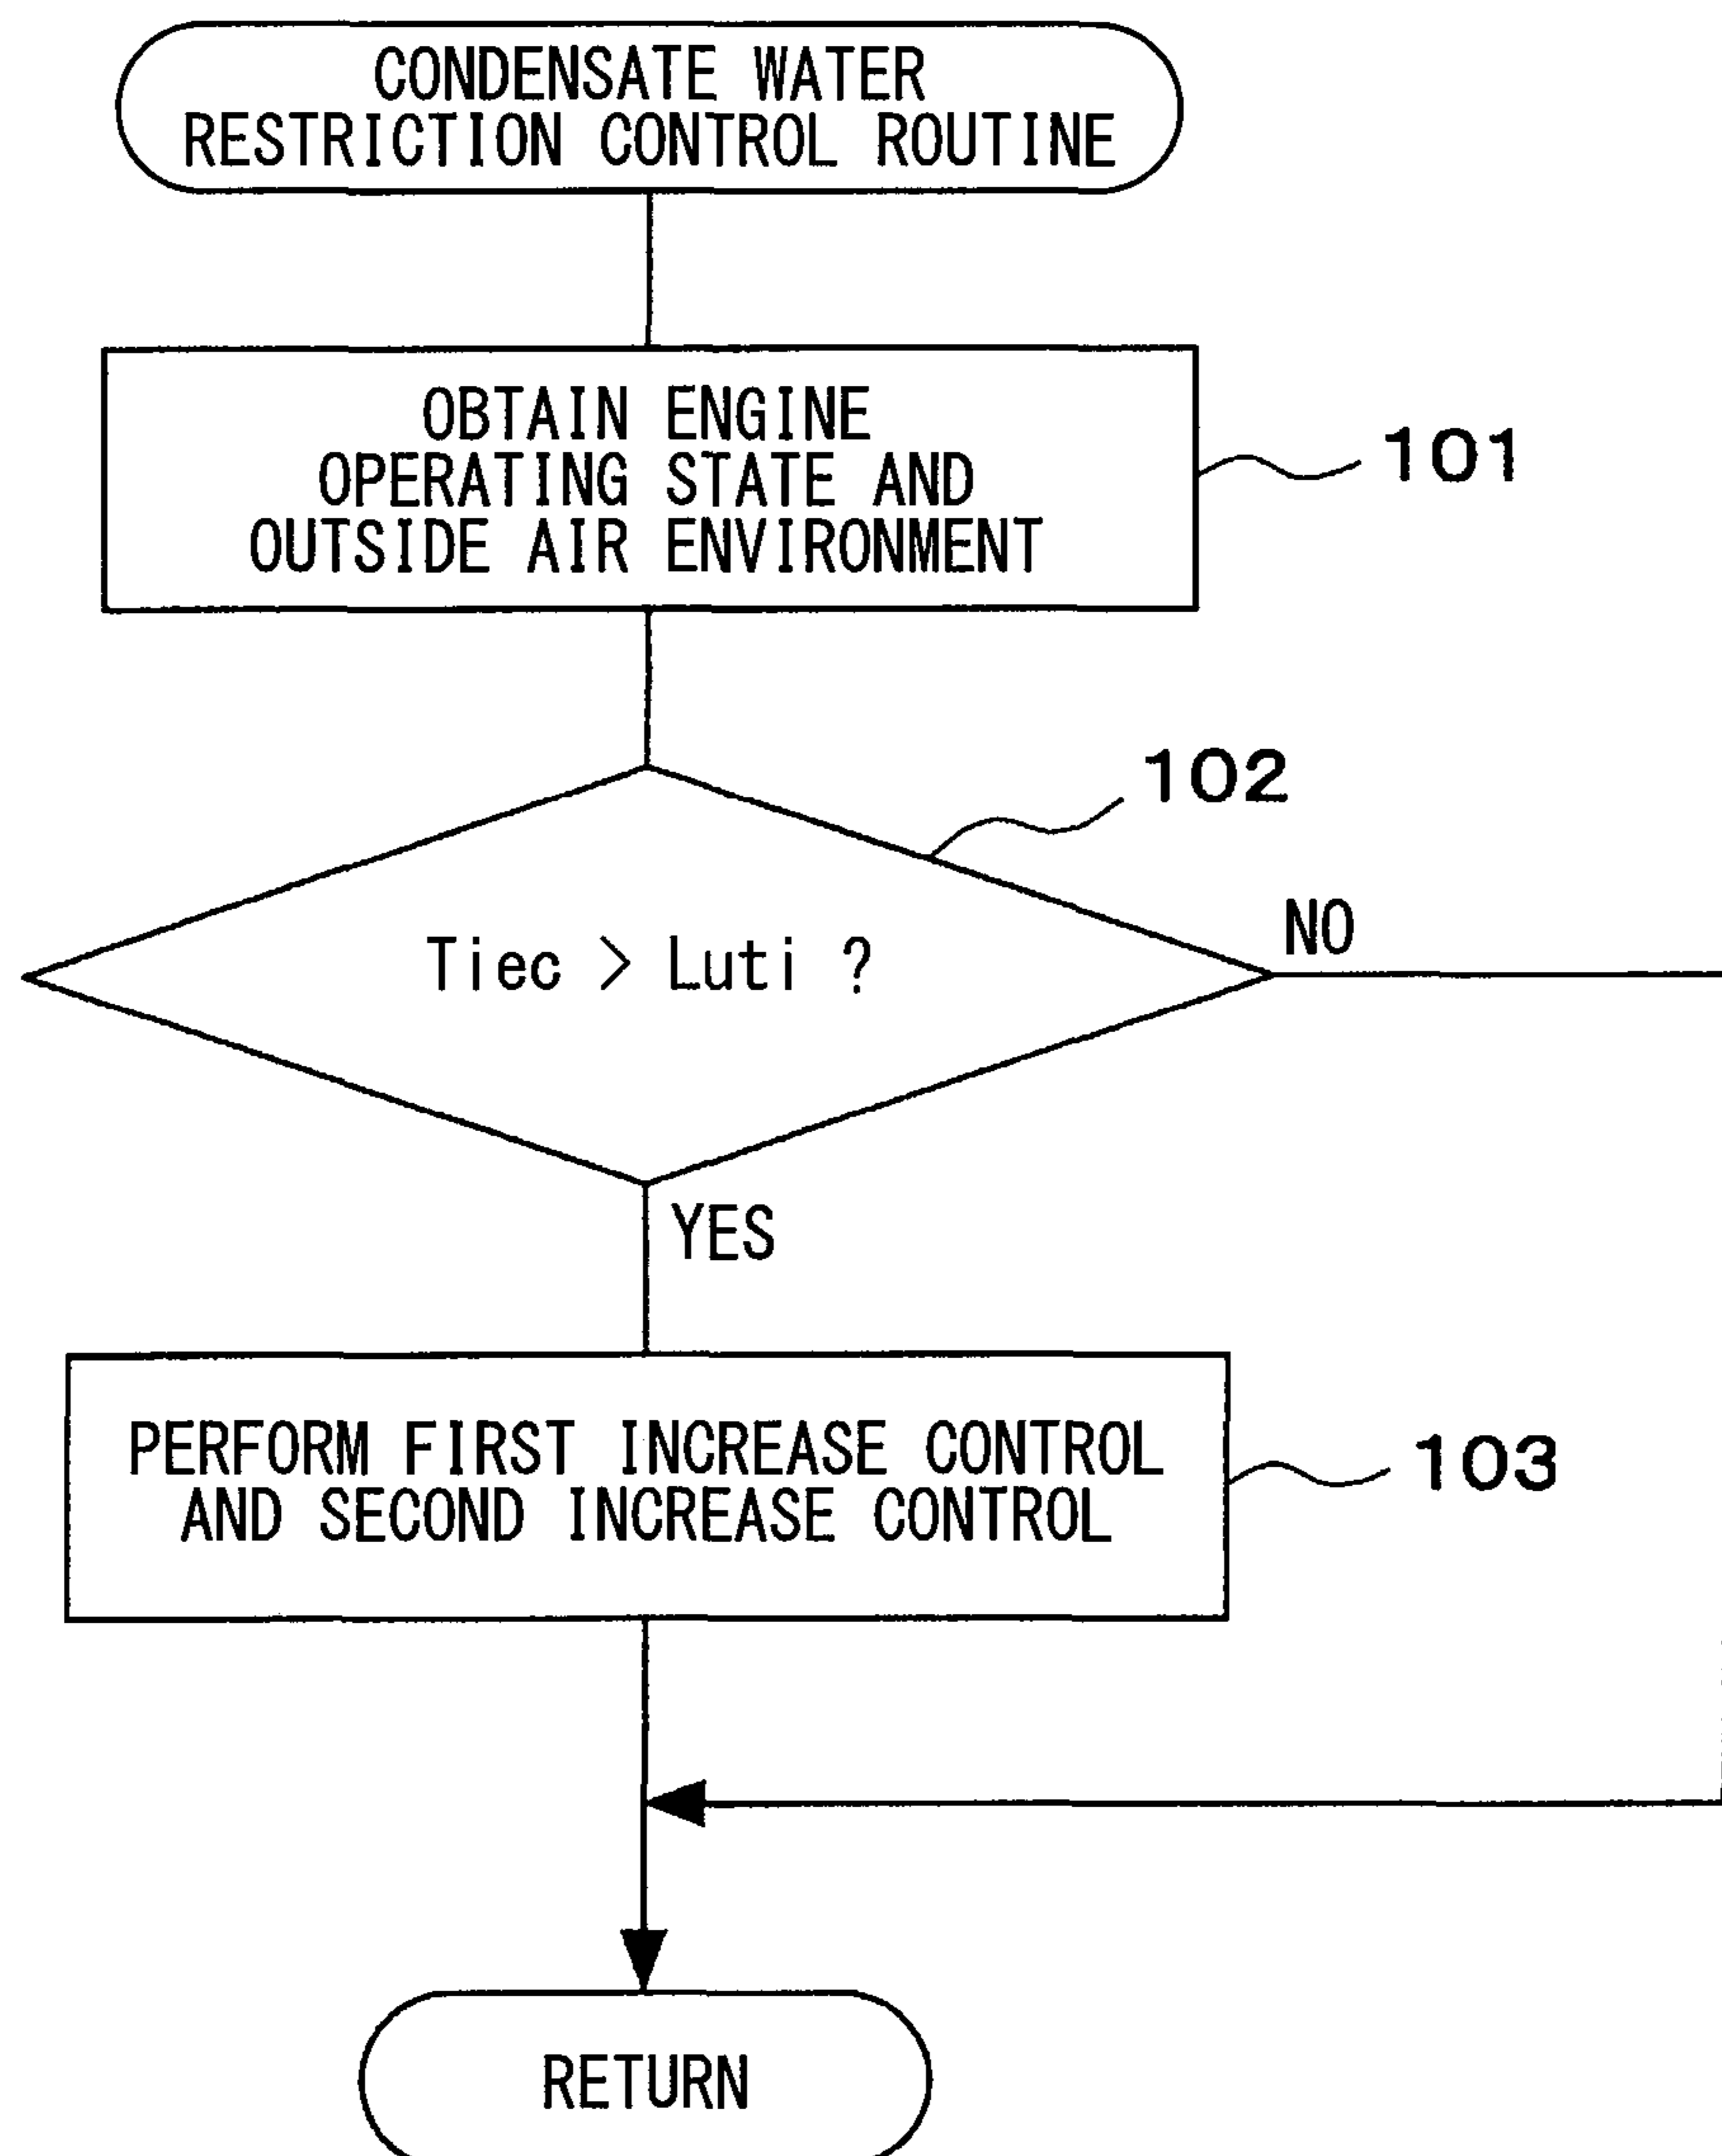 CONDENSATE WATER
RESTRICTION CONTROL ROUTINE
OBTAIN ENGINE
OPERATING STATE AND
OUTSIDE AIR ENVIRONMENT
101
102
Tiec > Luti ?
NO
YES
PERFORM FIRST INCREASE CONTROL
AND SECOND INCREASE CONTROL
103
RETURN